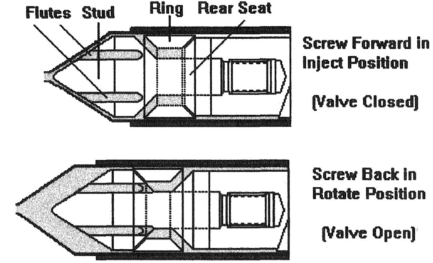 Flutes Stud Ring Rear Seat
Screw Forward in
Inject Position
(Valve Closed)
Screw Back in
Rotate Position
(Valve Open)